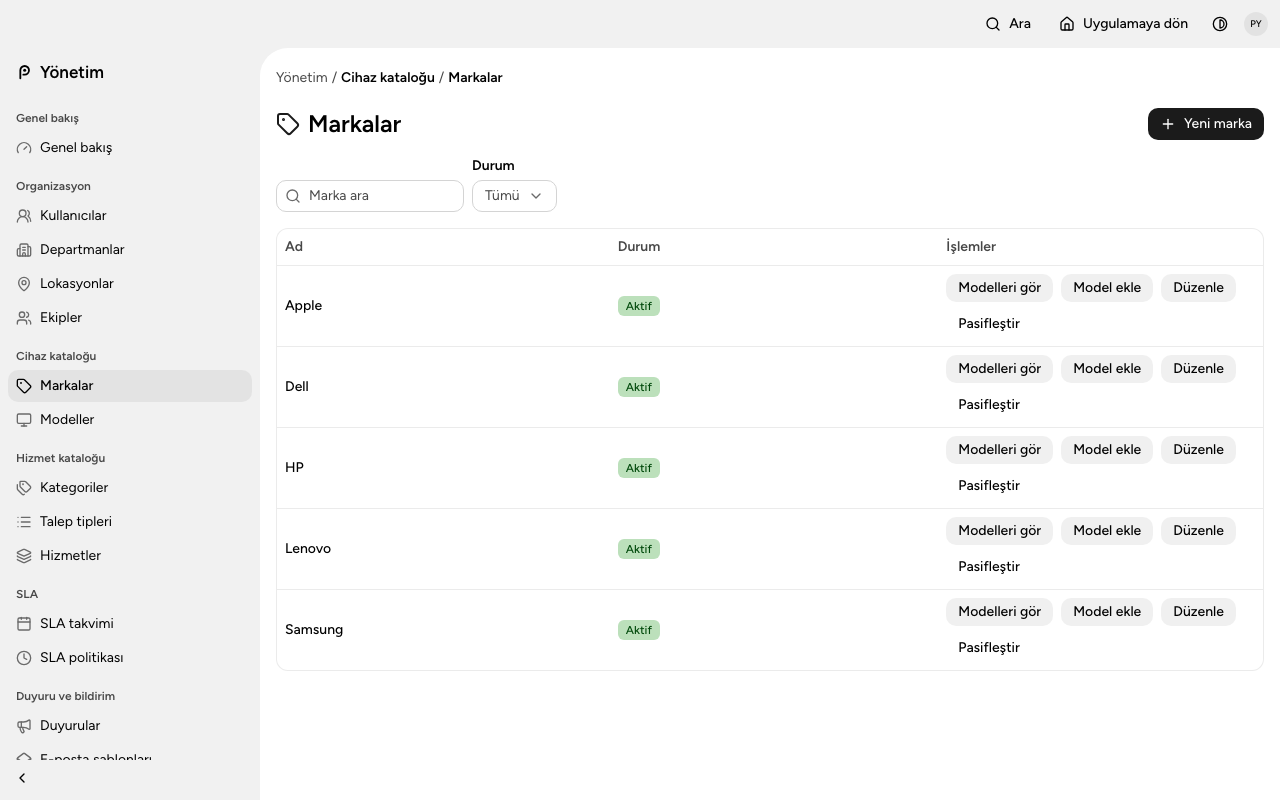 Ara
Uygulamaya dön
PY
Yönetim
Genel bakış
Genel bakış
Organizasyon
Kullanıcılar
Departmanlar
Lokasyonlar
Ekipler
Cihaz kataloğu
Markalar
Modeller
Hizmet kataloğu
Kategoriler
Talep tipleri
Hizmetler
SLA
SLA takvimi
SLA politikası
Duyuru ve bildirim
Duyurular
E-posta şablonları
Yönetim / Cihaz kataloğu / Markalar
Markalar
Yeni marka
Durum
Marka ara
Tümü
Ad Durum İşlemler
Apple Aktif Modelleri gör Model ekle Düzenle
Pasifleştir
Dell Aktif Modelleri gör Model ekle Düzenle
Pasifleştir
HP Aktif Modelleri gör Model ekle Düzenle
Pasifleştir
Lenovo Aktif Modelleri gör Model ekle Düzenle
Pasifleştir
Samsung Aktif Modelleri gör Model ekle Düzenle
Pasifleştir